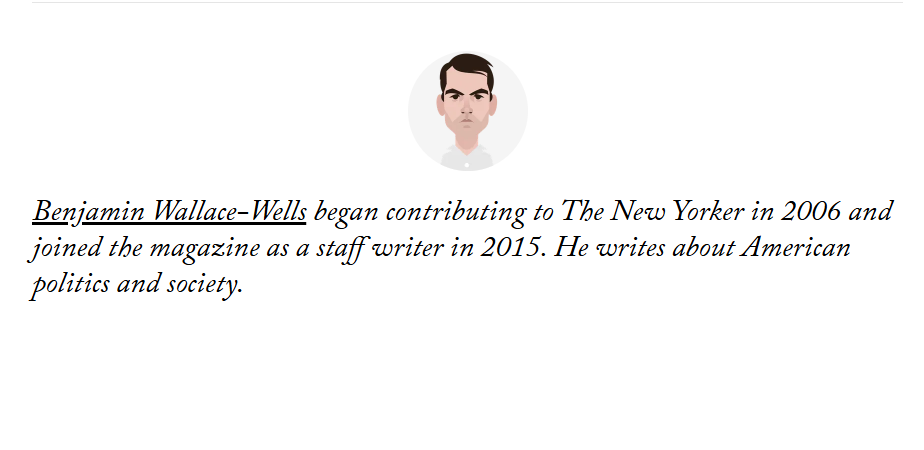 Benjamin Wallace-Wells began contributing to The New Yorker in 2006 and
joined the magazine as a staff writer in 2015. He writes about American
politics and society.